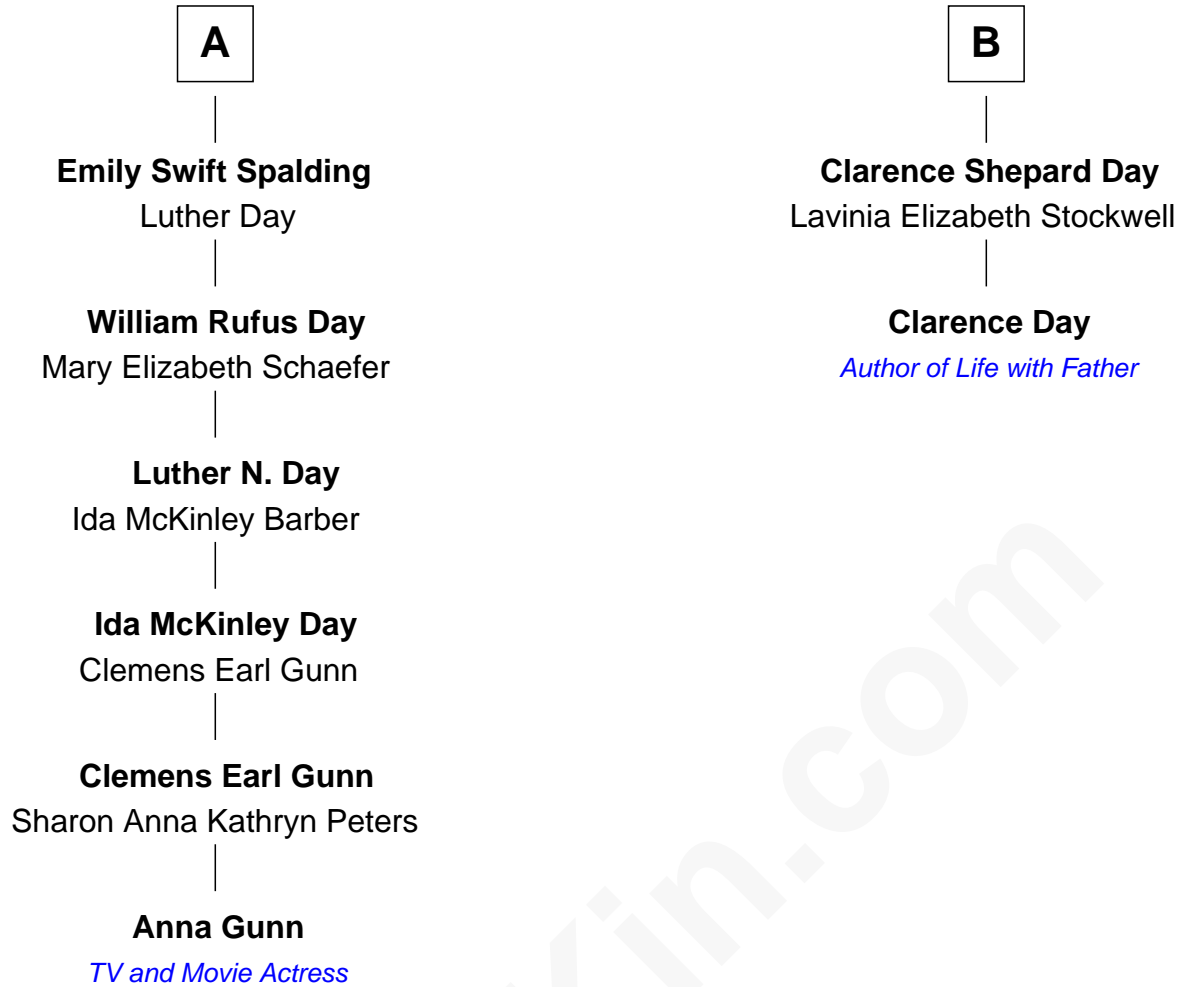 A
Emily Swift Spalding
Luther Day
William Rufus Day
Mary Elizabeth Schaefer
Luther N. Day
Ida McKinley Barber
Ida McKinley Day
Clemens Earl Gunn
Clemens Earl Gunn
Sharon Anna Kathryn Peters
Anna Gunn
TV and Movie Actress
B
Clarence Shepard Day
Lavinia Elizabeth Stockwell
Clarence Day
Author of Life with Father